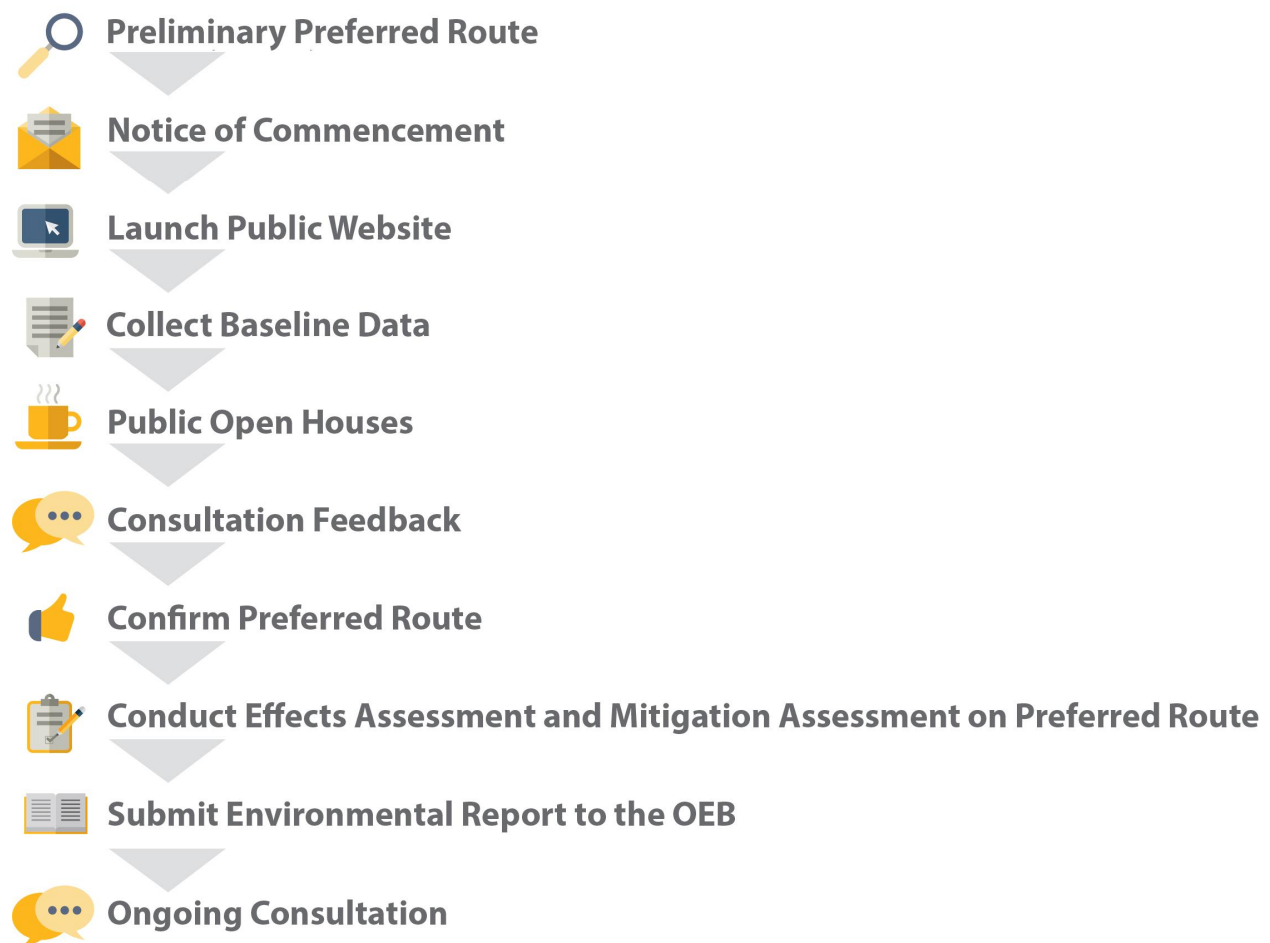 Preliminary Preferred Route
Notice of Commencement
Launch Public Website
Collect Baseline Data
Public Open Houses
Consultation Feedback
Confirm Preferred Route
Conduct Effects Assessment and Mitigation Assessment on Preferred Route
Submit Environmental Report to the OEB
Ongoing Consultation